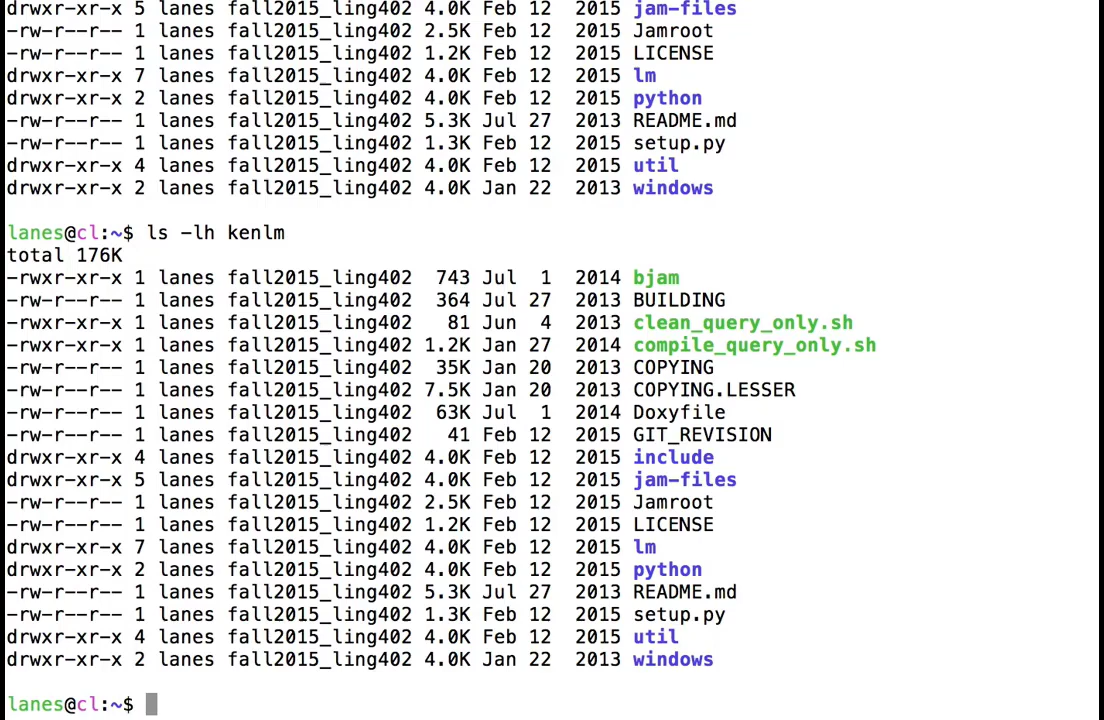 drwxr-xr-x 5 lanes fall2015_ling402 4.0K Feb 12  2015 jam-files
-rw-r--r-- 1 lanes fall2015_ling402 2.5K Feb 12  2015 Jamroot
-rw-r--r-- 1 lanes fall2015_ling402 1.2K Feb 12  2015 LICENSE
drwxr-xr-x 7 lanes fall2015_ling402 4.0K Feb 12  2015 lm
drwxr-xr-x 2 lanes fall2015_ling402 4.0K Feb 12  2015 python
-rw-r--r-- 1 lanes fall2015_ling402 5.3K Jul 27  2013 README.md
-rw-r--r-- 1 lanes fall2015_ling402 1.3K Feb 12  2015 setup.py
drwxr-xr-x 4 lanes fall2015_ling402 4.0K Feb 12  2015 util
drwxr-xr-x 2 lanes fall2015_ling402 4.0K Jan 22  2013 windows
lanes@cl:~$ ls -lh kenlm
total 176K
-rwxr-xr-x 1 lanes fall2015_ling402  743 Jul  1  2014 bjam
-rw-r--r-- 1 lanes fall2015_ling402  364 Jul 27  2013 BUILDING
-rwxr-xr-x 1 lanes fall2015_ling402   81 Jun  4  2013 clean_query_only.sh
-rwxr-xr-x 1 lanes fall2015_ling402 1.2K Jan 27  2014 compile_query_only.sh
-rw-r--r-- 1 lanes fall2015_ling402  35K Jan 20  2013 COPYING
-rw-r--r-- 1 lanes fall2015_ling402 7.5K Jan 20  2013 COPYING.LESSER
-rw-r--r-- 1 lanes fall2015_ling402  63K Jul  1  2014 Doxyfile
-rw-r--r-- 1 lanes fall2015_ling402   41 Feb 12  2015 GIT_REVISION
drwxr-xr-x 4 lanes fall2015_ling402 4.0K Feb 12  2015 include
drwxr-xr-x 5 lanes fall2015_ling402 4.0K Feb 12  2015 jam-files
-rw-r--r-- 1 lanes fall2015_ling402 2.5K Feb 12  2015 Jamroot
-rw-r--r-- 1 lanes fall2015_ling402 1.2K Feb 12  2015 LICENSE
drwxr-xr-x 7 lanes fall2015_ling402 4.0K Feb 12  2015 lm
drwxr-xr-x 2 lanes fall2015_ling402 4.0K Feb 12  2015 python
-rw-r--r-- 1 lanes fall2015_ling402 5.3K Jul 27  2013 README.md
-rw-r--r-- 1 lanes fall2015_ling402 1.3K Feb 12  2015 setup.py
drwxr-xr-x 4 lanes fall2015_ling402 4.0K Feb 12  2015 util
drwxr-xr-x 2 lanes fall2015_ling402 4.0K Jan 22  2013 windows
lanes@cl:~$